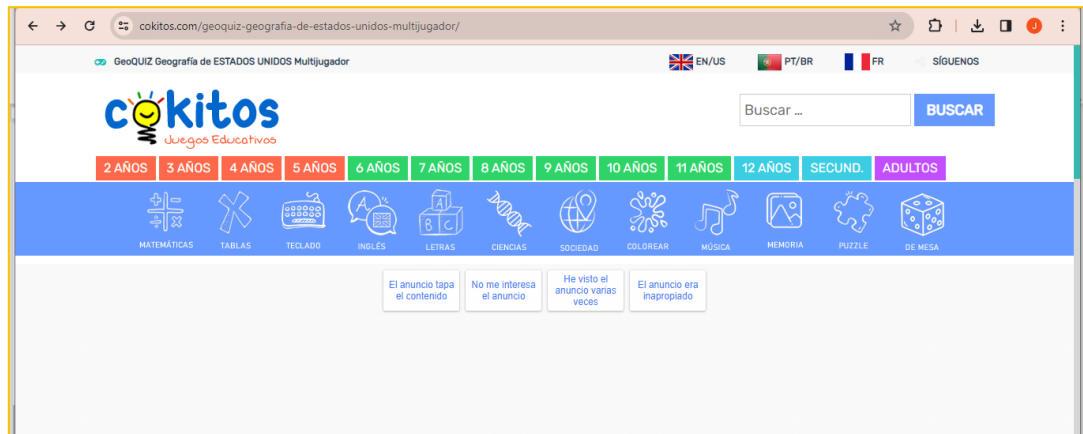 cokitos.com/geoquiz-geografia-de-estados-unidos-multijugador/
J
GeoQUIZ Geografía de ESTADOS UNIDOS Multijugador EN/US PT/BR FR SÍGUENOS
cokitos
Juegos Educativos
Buscar ... BUSCAR
2 AÑOS 3 AÑOS 4 AÑOS 5 AÑOS 6 AÑOS 7 AÑOS 8 AÑOS 9 AÑOS 10 AÑOS 11 AÑOS 12 AÑOS SECUND. ADULTOS
A A B C
MATEMÁTICAS TABLAS TECLADO INGLÉS LETRAS CIENCIAS SOCIEDAD COLOREAR MÚSICA MEMORIA PUZZLE DE MESA
El anuncio tapa
el contenido
No me interesa
el anuncio
He visto el
anuncio varias
veces
El anuncio era
inapropiado